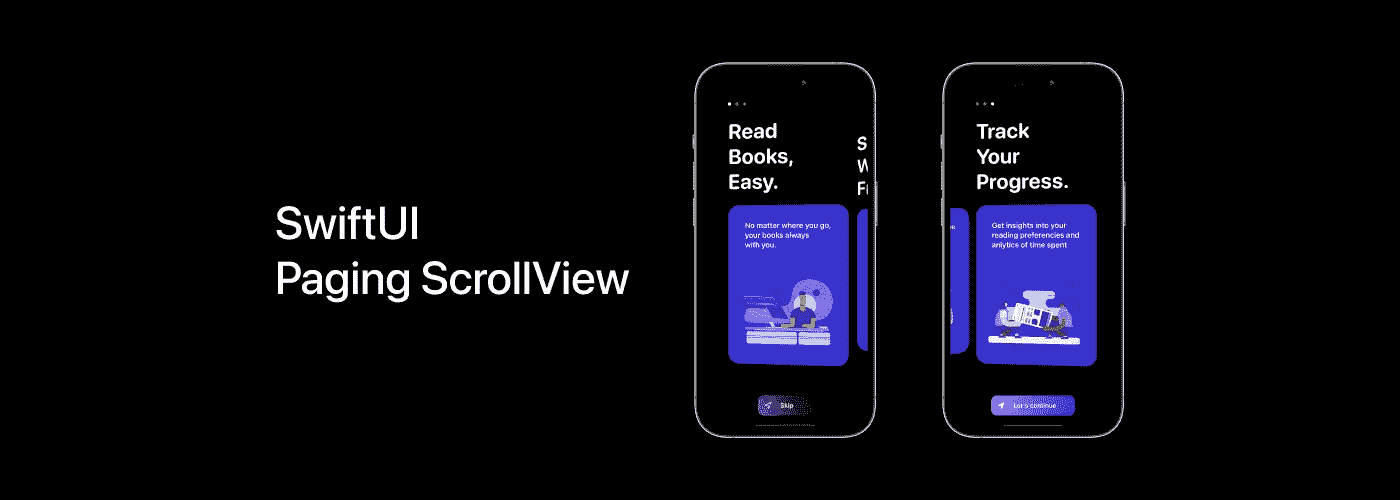 SwiftUI
Paging ScrollView
Read
Books,
Easy.
No matter where you go,
your books always
with you.
Skip
Track
Your
Progress.
Get insights into your
reading preferencies and
anlytics of time spent
Let's continue